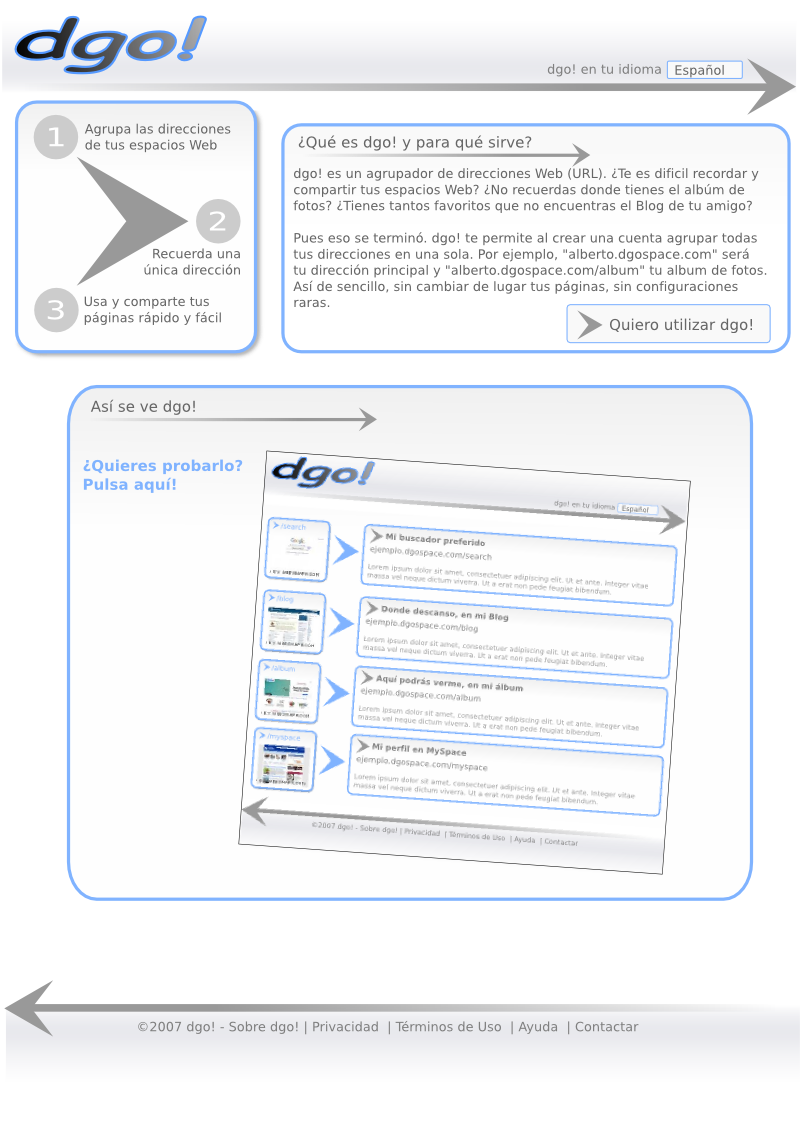 dgo!
dgo! en tu idioma Español
1 Agrupa las direcciones
de tus espacios Web
2
Recuerda una
única dirección
3 Usa y comparte tus
páginas rápido y fácil
¿Qué es dgo! y para qué sirve?
dgo! es un agrupador de direcciones Web (URL). ¿Te es dificil recordar y
compartir tus espacios Web? ¿No recuerdas donde tienes el albúm de
fotos? ¿Tienes tantos favoritos que no encuentras el Blog de tu amigo?
Pues eso se terminó. dgo! te permite al crear una cuenta agrupar todas
tus direcciones en una sola. Por ejemplo, "alberto.dgospace.com" será
tu dirección principal y "alberto.dgospace.com/album" tu album de fotos.
Así de sencillo, sin cambiar de lugar tus páginas, sin configuraciones
raras.
Quiero utilizar dgo!
Así se ve dgo!
¿Quieres probarlo?
Pulsa aquí!
dgo!
dgo! en tu idioma Español
/search
Google
Mi buscador preferido
ejemplo.dgospace.com/search
Lorem ipsum dolor sit amet, consectetuer adipiscing elit. Ut et ante. Integer vitae
massa vel neque dictum viverra. Ut a erat non pede feugiat bibendum.
/blog
Donde descanso, en mi Blog
ejemplo.dgospace.com/blog
Lorem ipsum dolor sit amet, consectetuer adipiscing elit. Ut et ante. Integer vitae
massa vel neque dictum viverra. Ut a erat non pede feugiat bibendum.
/album
Aquí podrás verme, en mi álbum
ejemplo.dgospace.com/album
Lorem ipsum dolor sit amet, consectetuer adipiscing elit. Ut et ante. Integer vitae
massa vel neque dictum viverra. Ut a erat non pede feugiat bibendum.
/myspace
Mi perfil en MySpace
ejemplo.dgospace.com/myspace
Lorem ipsum dolor sit amet, consectetuer adipiscing elit. Ut et ante. Integer vitae
massa vel neque dictum viverra. Ut a erat non pede feugiat bibendum.
©2007 dgo! - Sobre dgo! | Privacidad | Términos de Uso | Ayuda | Contactar
©2007 dgo! - Sobre dgo! | Privacidad | Términos de Uso | Ayuda | Contactar